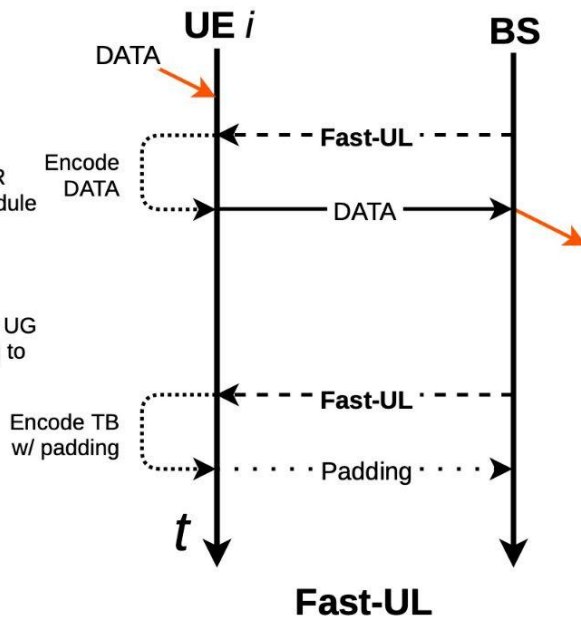 UE i
BS
DATA
Fast-UL
Encode
DATA
R
dule
DATA
UG
to
Fast-UL
Encode TB
w/ padding
Padding
t
Fast-UL